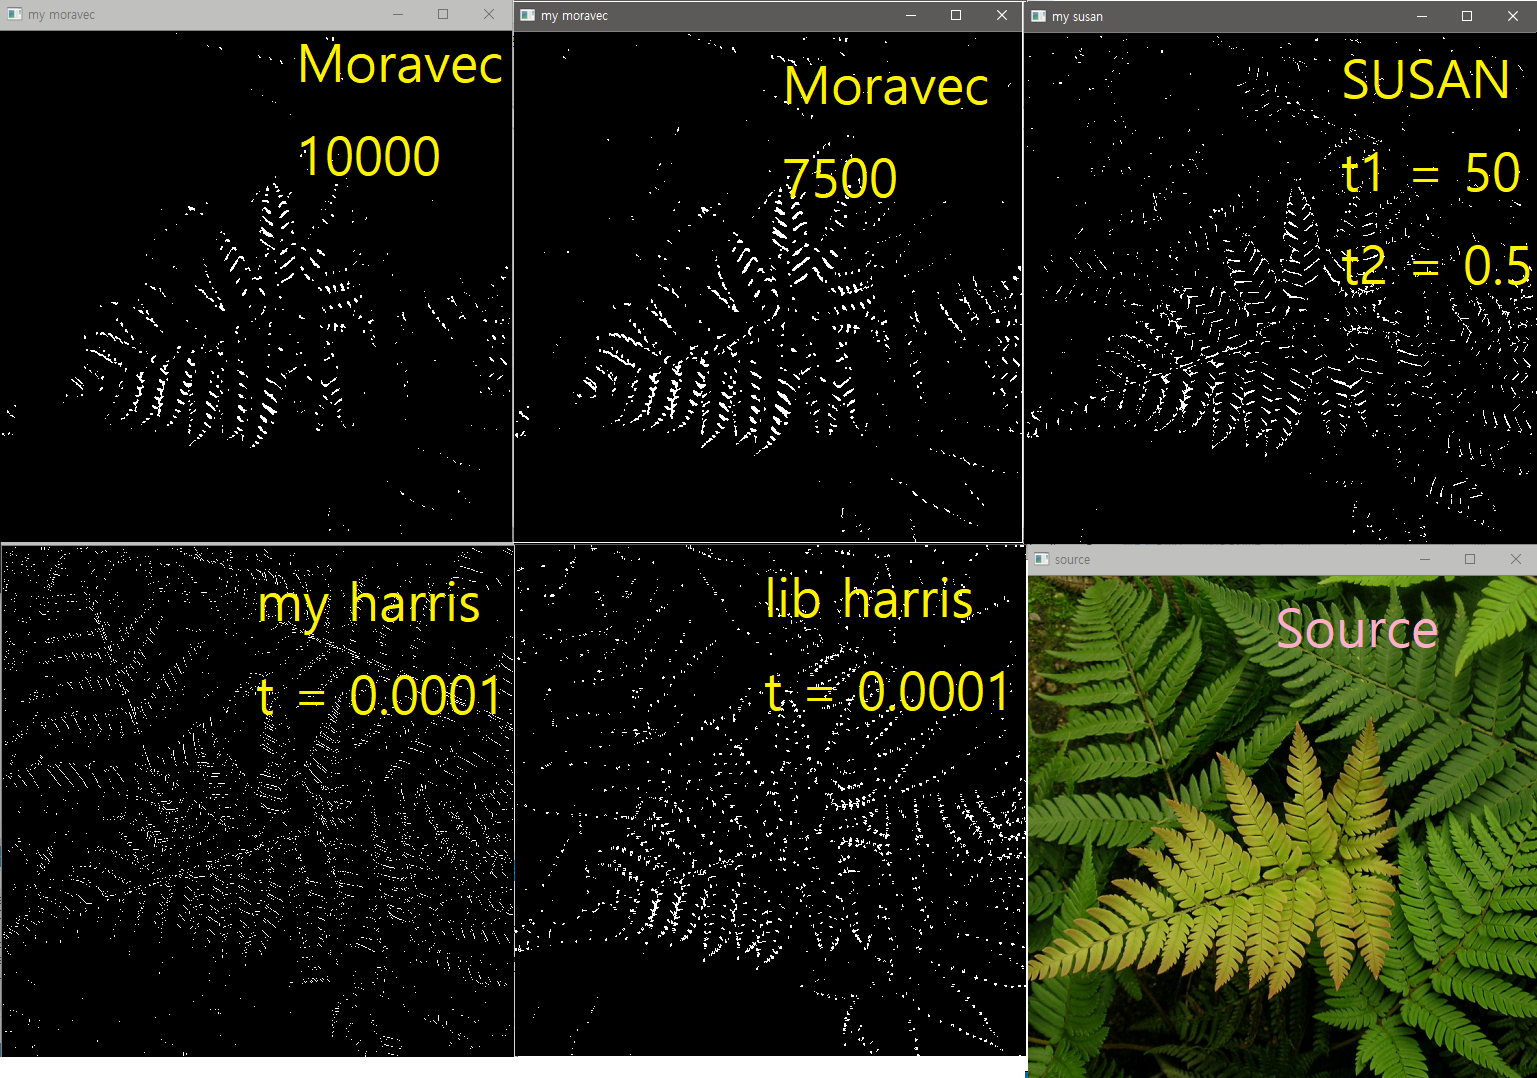 my moravec
Moravec
10000
my moravec
Moravec
7500
my susan
SUSAN
t1 = 50
t2 = 0.5
my harris
t = 0.0001
lib harris
t = 0.0001
source
Source